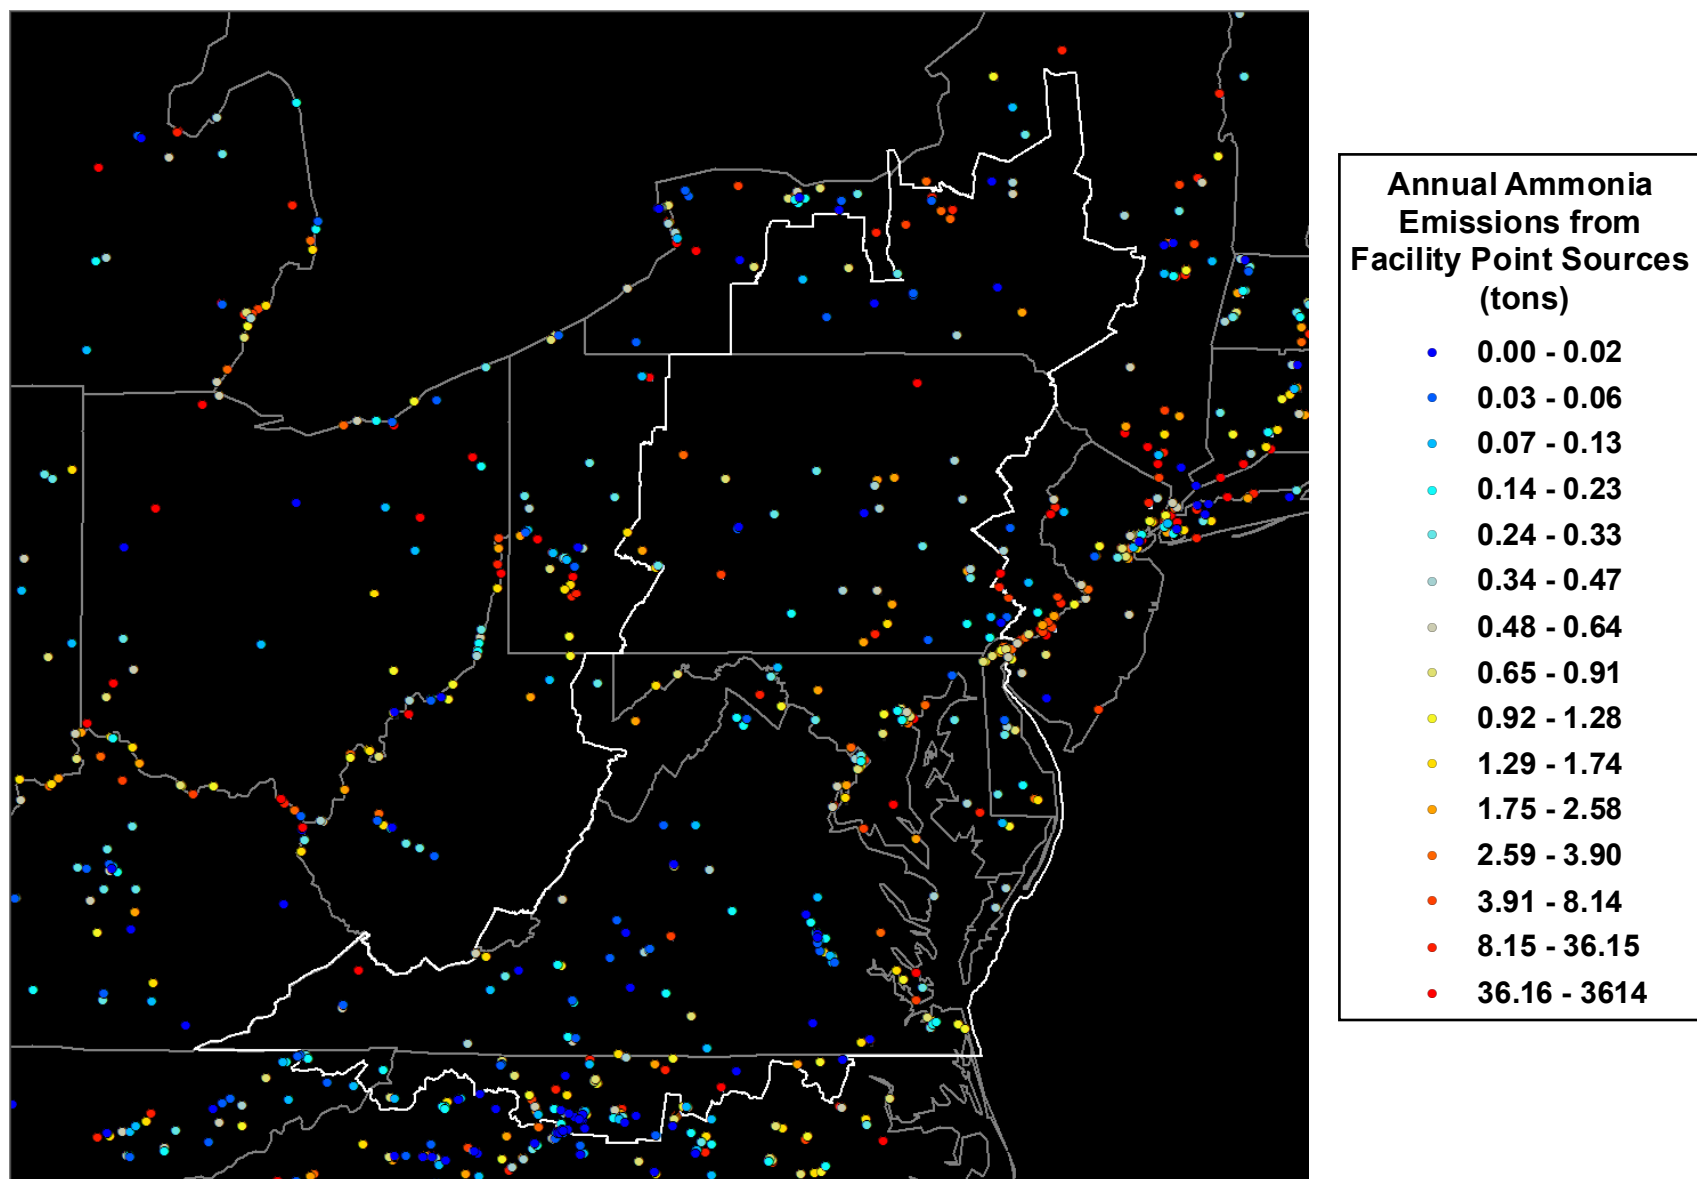 Annual Ammonia
Emissions from
Facility Point Sources
(tons)
0.00 - 0.02
0.03 - 0.06
0.07 - 0.13
0.14 - 0.23
0.24 - 0.33
0.34 - 0.47
0.48 - 0.64
0.65 - 0.91
0.92 - 1.28
1.29 - 1.74
1.75 - 2.58
2.59 - 3.90
3.91 - 8.14
8.15 - 36.15
36.16 - 3614